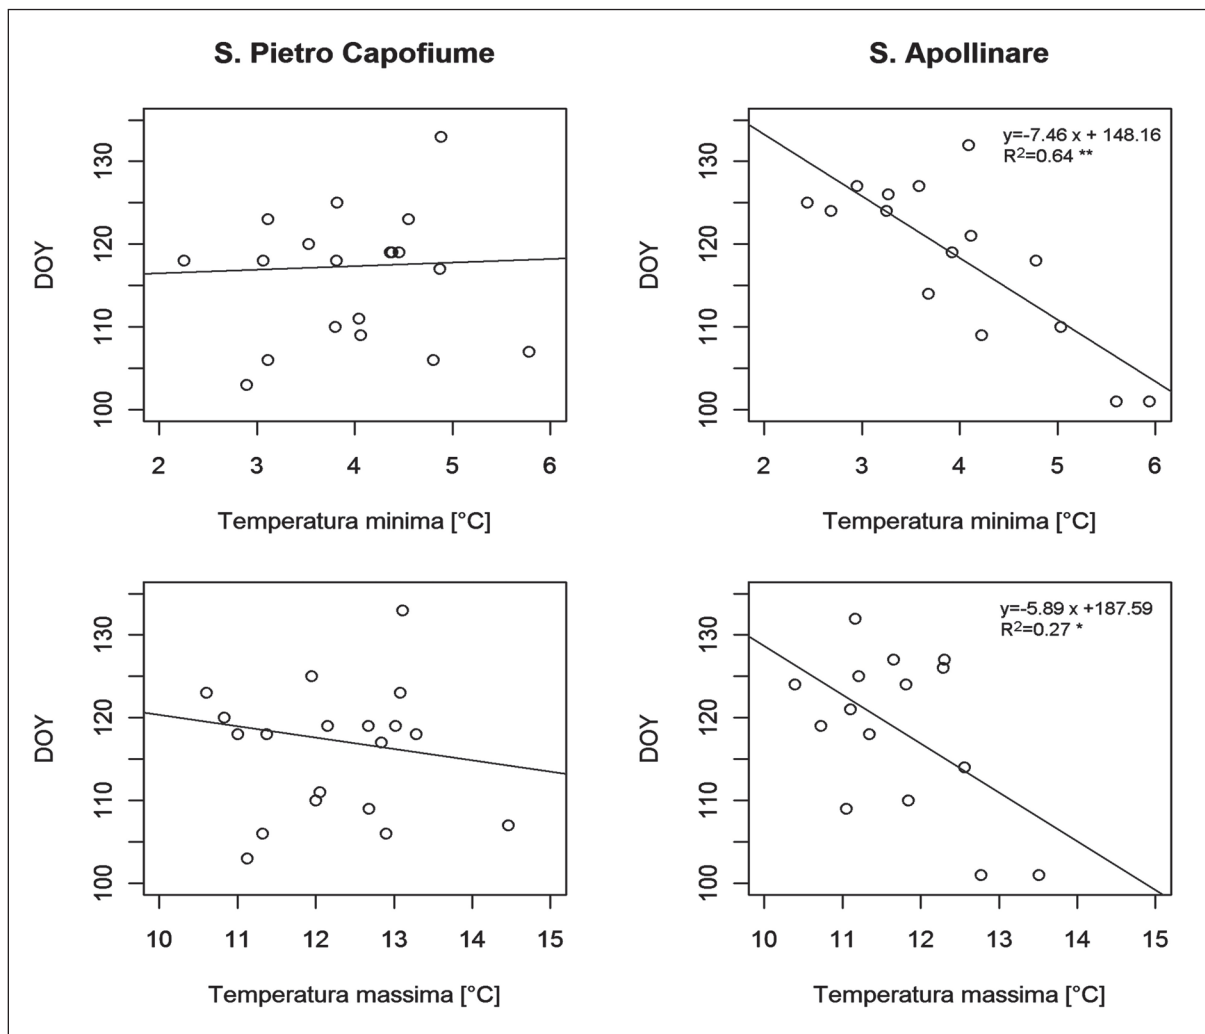 S. Pietro Capofiume
S. Apollinare
DOY
130
120
110
100
2 3 4 5 6
Temperatura minima [°C]
DOY
130
120
110
100
y=-7.46 x + 148.16
R²=0.64 **
2 3 4 5 6
Temperatura minima [°C]
DOY
130
120
110
100
10 11 12 13 14 15
Temperatura massima [°C]
DOY
130
120
110
100
y=-5.89 x +187.59
R²=0.27 *
10 11 12 13 14 15
Temperatura massima [°C]